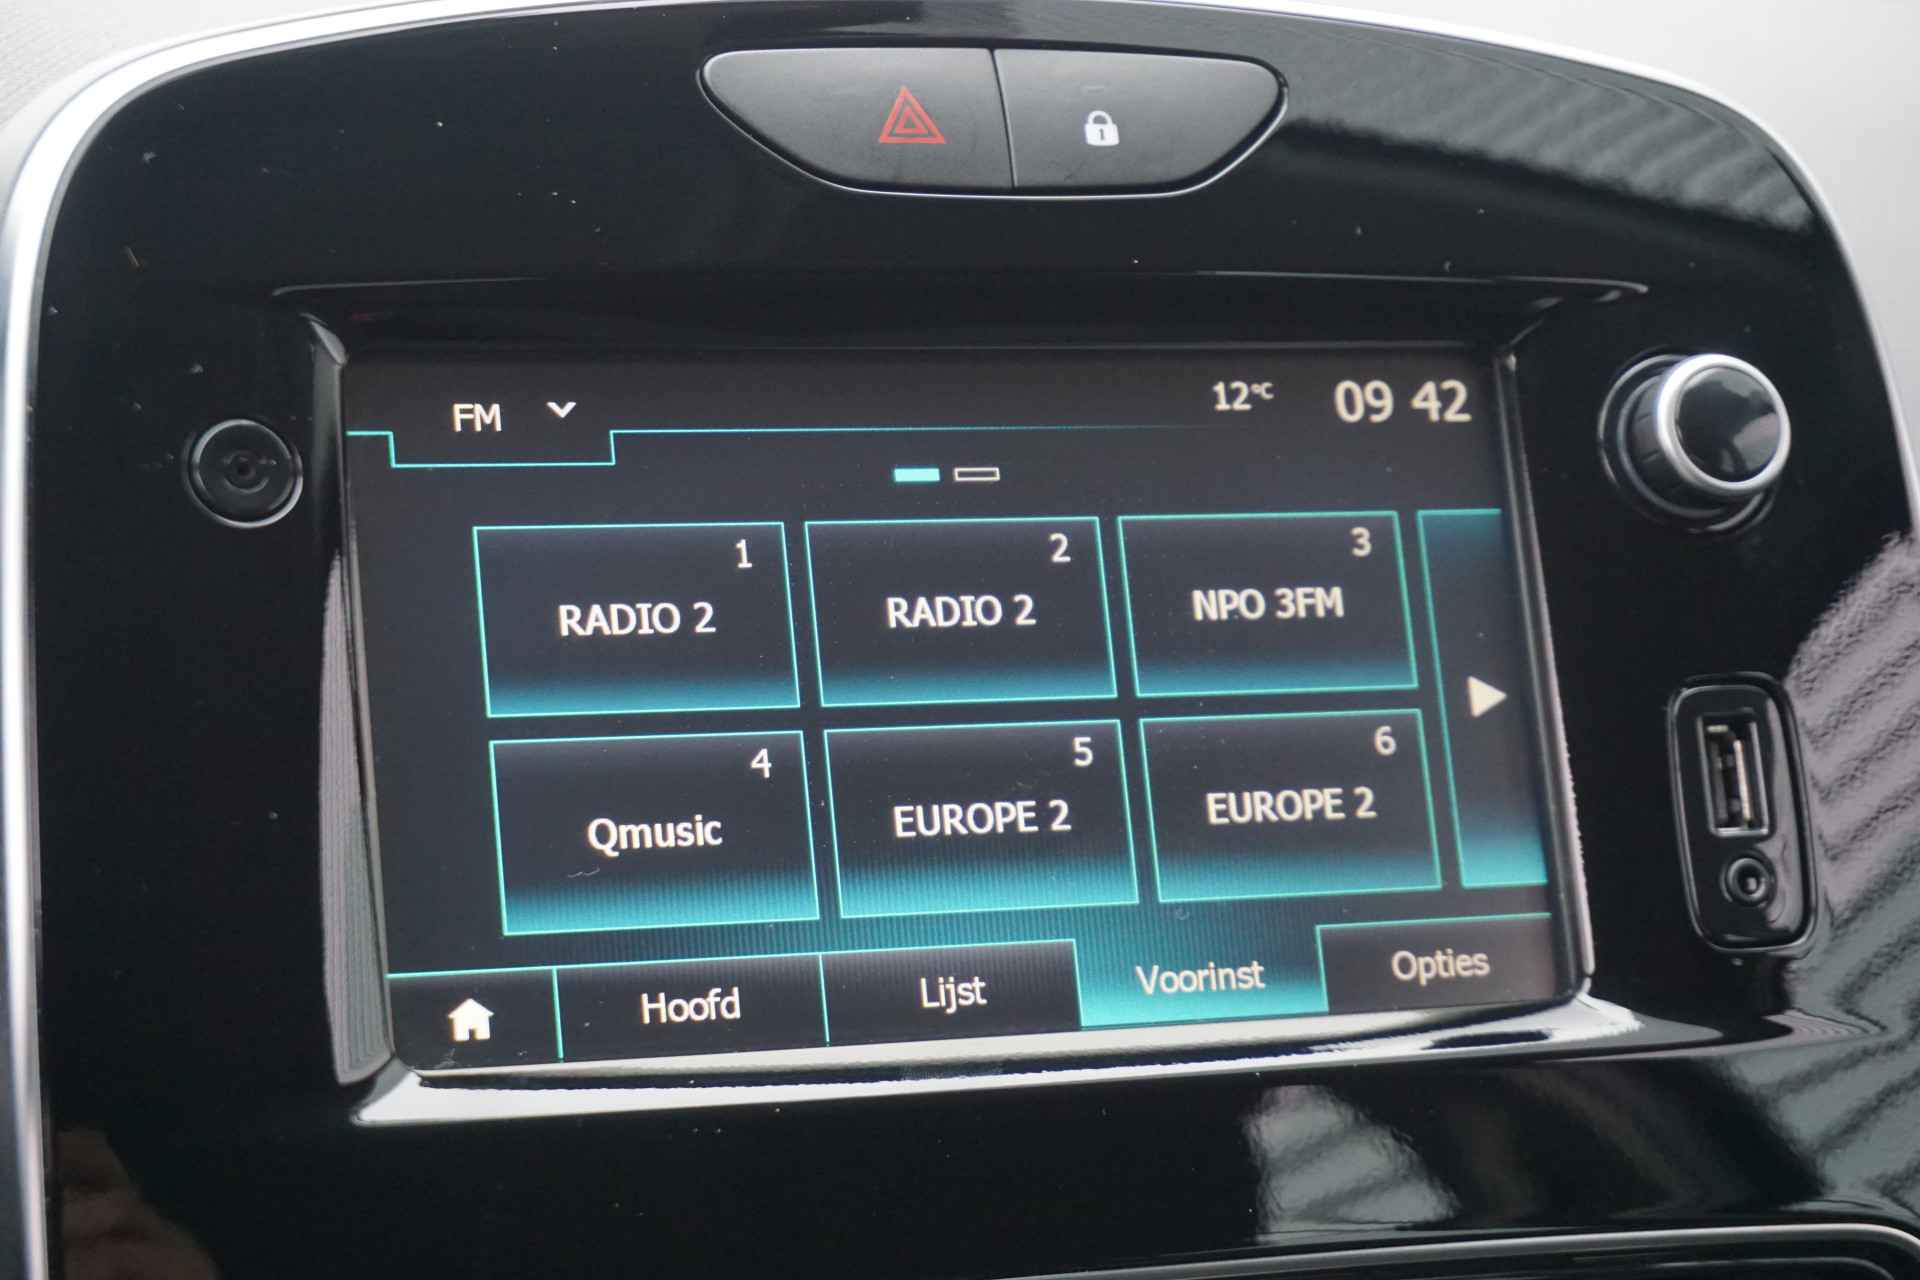 FM 12°C 09 42
1 2 3
RADIO 2 RADIO 2 NPO 3FM
4 5 6
Qmusic EUROPE 2 EUROPE 2
Hoofd Lijst Voorinst Opties